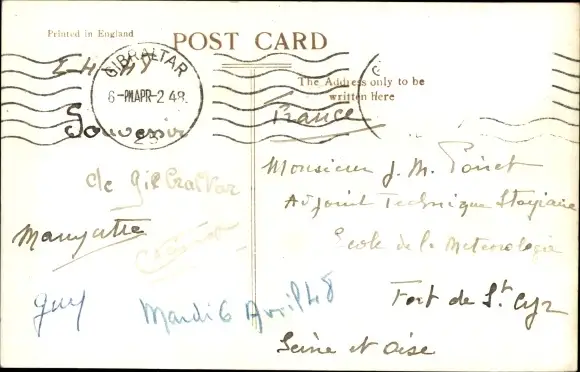 Printed in England
POST CARD
GIBRALTAR
6-PM APR-2 48
The Address only to be
written Here
Souvenir
de Gibraltar
Guy
Mardi 6 Avril 48
France
Monsieur J. M. Poiret
Adjoint Technique Stagiaire
Ecole de la Meteorologie
Fort de St Cyr
Seine et Oise